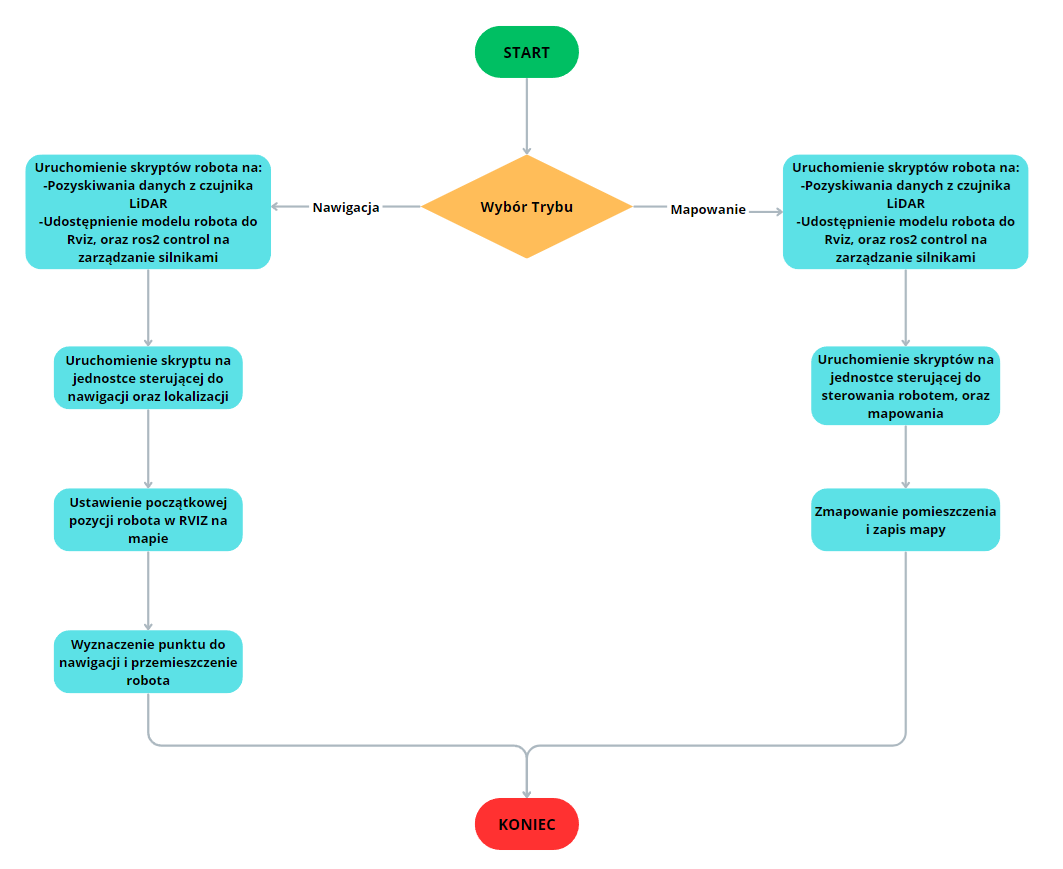 START
Wybór Trybu
Nawigacja
Mapowanie
Uruchomienie skryptów robota na:
-Pozyskiwania danych z czujnika
LiDAR
-Udostępnienie modelu robota do
Rviz, oraz ros2 control na
zarządzanie silnikami
Uruchomienie skryptu na
jednostce sterującej do
nawigacji oraz lokalizacji
Ustawienie początkowej
pozycji robota w RVIZ na
mapie
Wyznaczenie punktu do
nawigacji i przemieszczenie
robota
Uruchomienie skryptów robota na:
-Pozyskiwania danych z czujnika
LiDAR
-Udostępnienie modelu robota do
Rviz, oraz ros2 control na
zarządzanie silnikami
Uruchomienie skryptów na
jednostce sterującej do
sterowania robotem, oraz
mapowania
Zmapowanie pomieszczenia
i zapis mapy
KONIEC